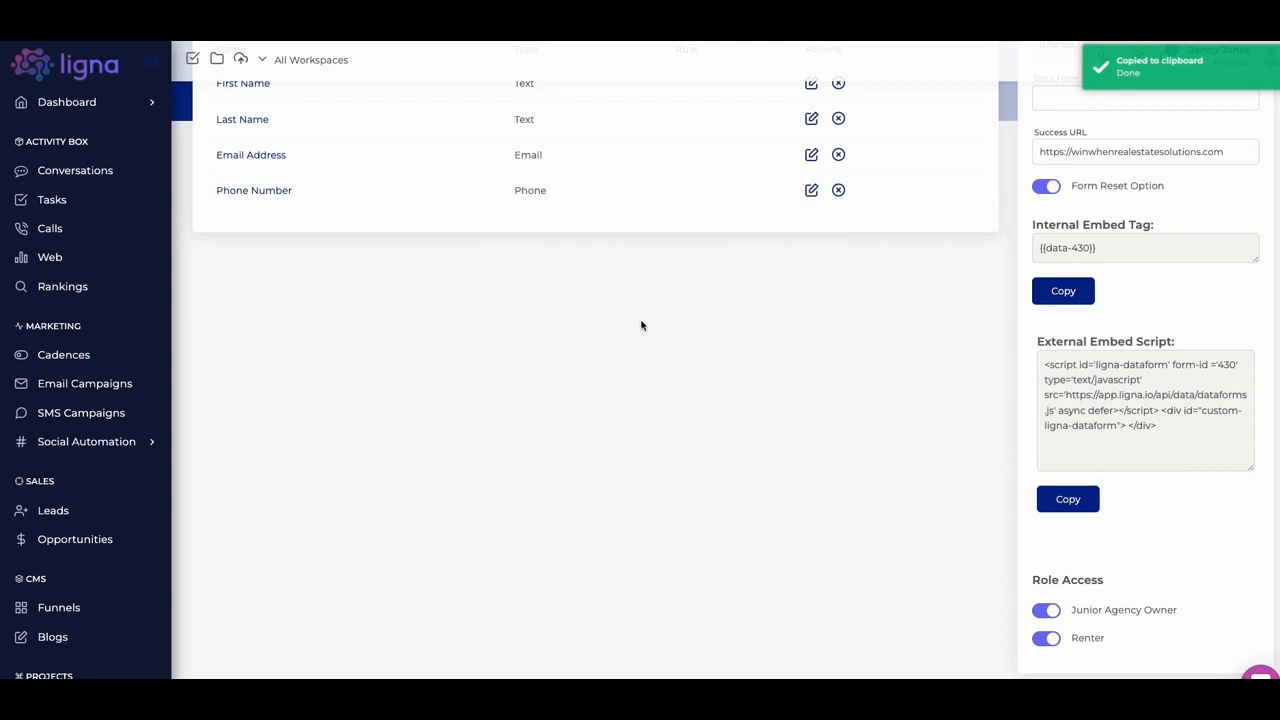 ligna
Dashboard
ACTIVITY BOX
Conversations
Tasks
Calls
Web
Rankings
MARKETING
Cadences
Email Campaigns
SMS Campaigns
Social Automation
SALES
Leads
Opportunities
CMS
Funnels
Blogs
PROJECTS
All Workspaces
Name Type Rule Actions
First Name Text
Last Name Text
Email Address Email
Phone Number Phone
Copied to clipboard
Done
Success URL
https://winwhenrealestatesolutions.com
Form Reset Option
Internal Embed Tag:
{{data-430}}
Copy
External Embed Script:
<script id='ligna-dataform' form-id ='430'
type='text/javascript'
src='https://app.ligna.io/api/data/dataforms
.js' async defer></script> <div id="custom-
ligna-dataform"> </div>
Copy
Role Access
Junior Agency Owner
Renter